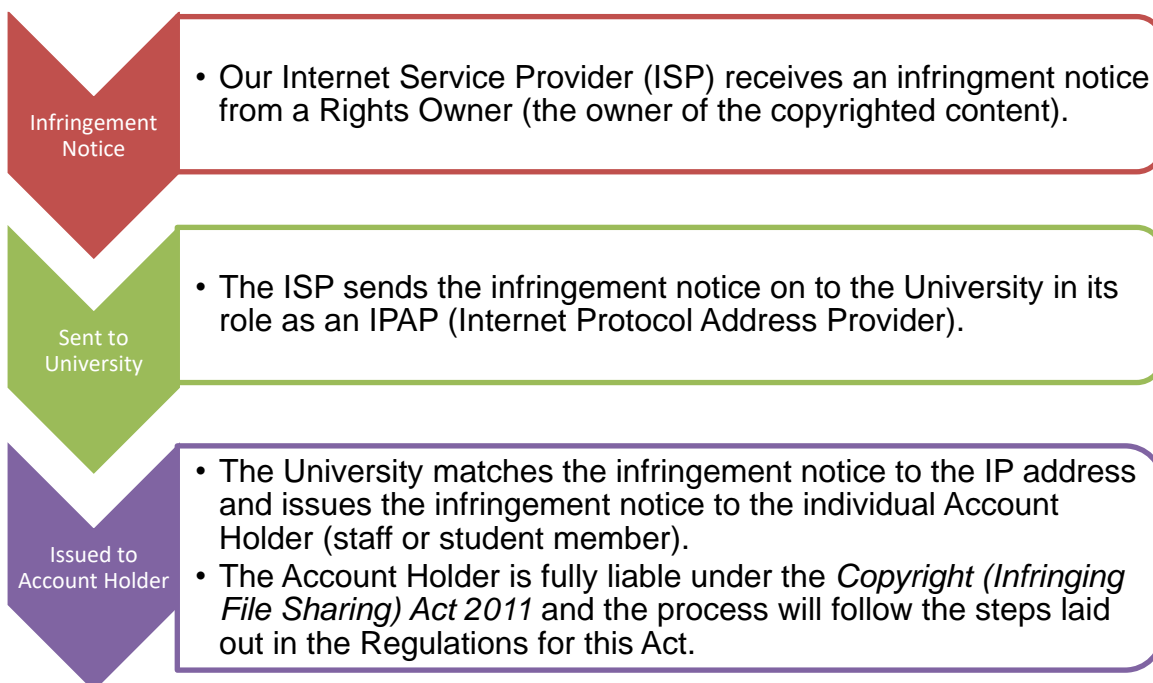 Infringement
Notice
• Our Internet Service Provider (ISP) receives an infringment notice
from a Rights Owner (the owner of the copyrighted content).
Sent to
University
• The ISP sends the infringement notice on to the University in its
role as an IPAP (Internet Protocol Address Provider).
Issued to
Account Holder
• The University matches the infringement notice to the IP address
and issues the infringement notice to the individual Account
Holder (staff or student member).
• The Account Holder is fully liable under the Copyright (Infringing
File Sharing) Act 2011 and the process will follow the steps laid
out in the Regulations for this Act.